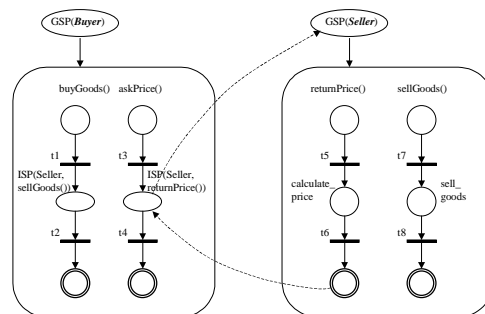 GSP(Buyer)
GSP(Seller)
buyGoods() askPrice()
returnPrice() sellGoods()
t1
t3
t5
t7
ISP(Seller,
sellGoods())
ISP(Seller,
returnPrice())
calculate_
price
sell_
goods
t2
t4
t6
t8